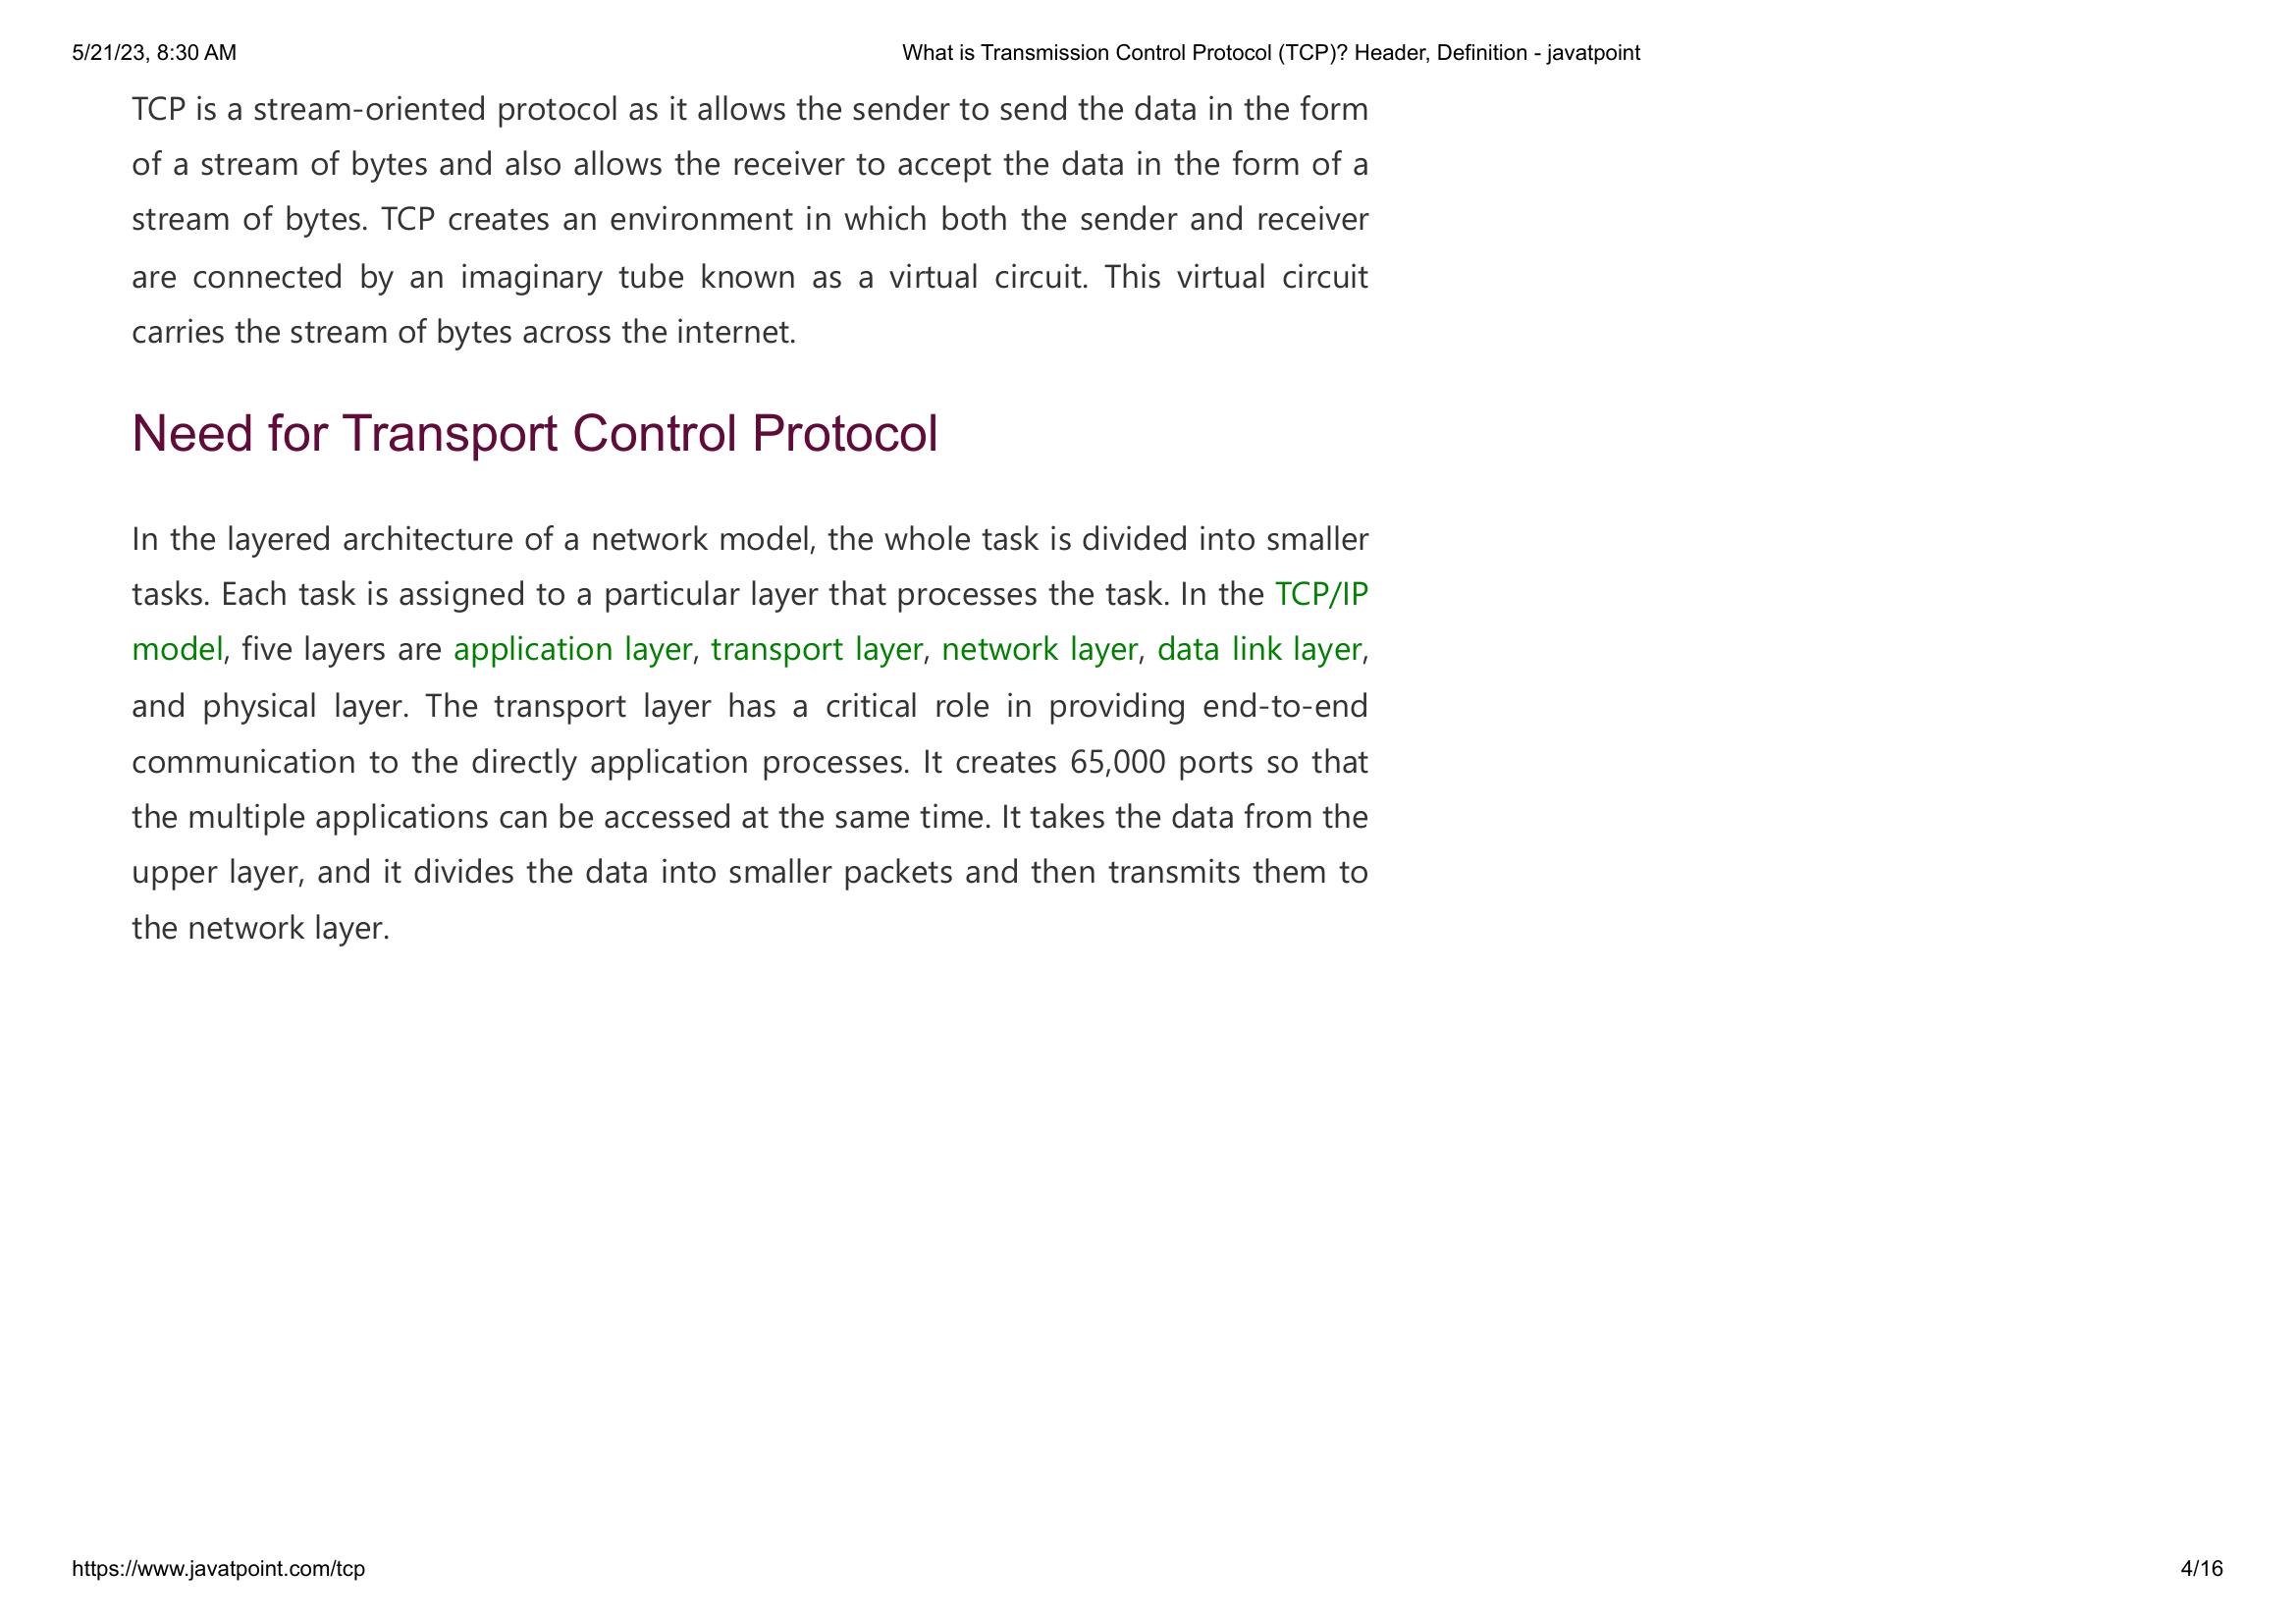 5/21/23, 8:30 AM
What is Transmission Control Protocol (TCP)? Header, Definition - javatpoint
TCP is a stream-oriented protocol as it allows the sender to send the data in the form
of a stream of bytes and also allows the receiver to accept the data in the form of a
stream of bytes. TCP creates an environment in which both the sender and receiver
are connected by an imaginary tube known as a virtual circuit. This virtual circuit
carries the stream of bytes across the internet.
Need for Transport Control Protocol
In the layered architecture of a network model, the whole task is divided into smaller
tasks. Each task is assigned to a particular layer that processes the task. In the TCP/IP
model, five layers are application layer, transport layer, network layer, data link layer,
and physical layer. The transport layer has a critical role in providing end-to-end
communication to the directly application processes. It creates 65,000 ports so that
the multiple applications can be accessed at the same time. It takes the data from the
upper layer, and it divides the data into smaller packets and then transmits them to
the network layer.
https://www.javatpoint.com/tcp
4/16